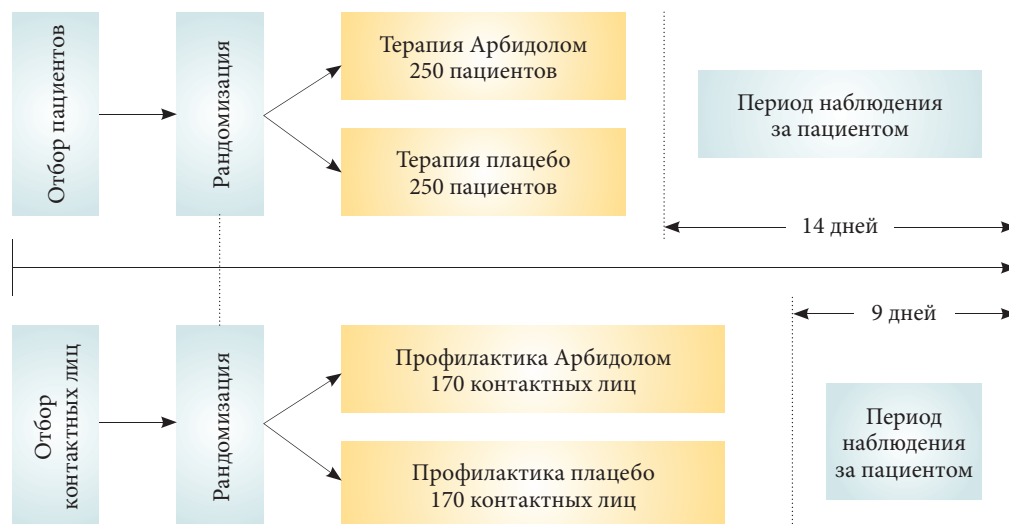 Отбор пациентов
Рандомизация
Терапия Арбидолом
250 пациентов
Терапия плацебо
250 пациентов
Период наблюдения
за пациентом
14 дней
Отбор
контактных лиц
Рандомизация
Профилактика Арбидолом
170 контактных лиц
Профилактика плацебо
170 контактных лиц
9 дней
Период
наблюдения
за пациентом